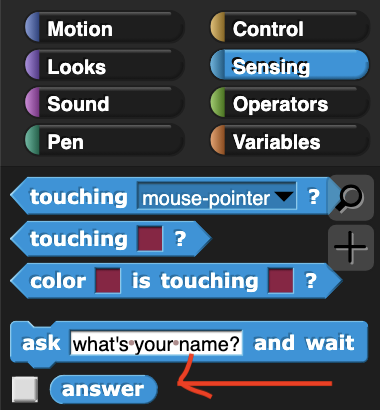 Motion Control
Looks Sensing
Sound Operators
Pen Variables
touching mouse-pointer ?
touching ?
color is touching ?
ask what's your name? and wait
answer